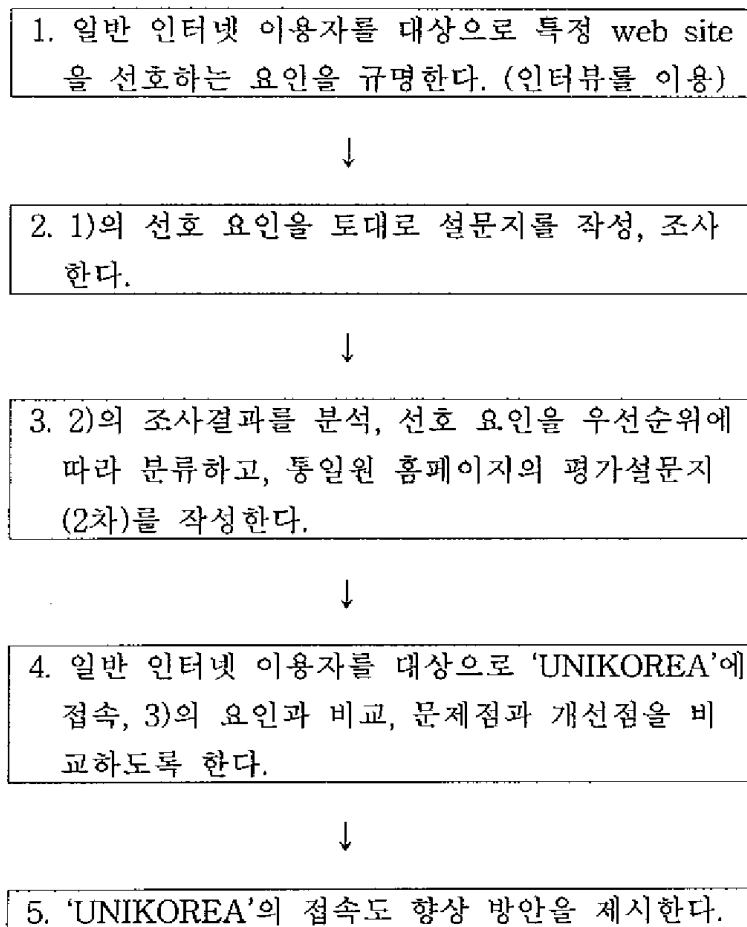 1. 일반 인터넷 이용자를 대상으로 특정 web site
을 선호하는 요인을 규명한다. (인터뷰를 이용)
↓
2. 1)의 선호 요인을 토대로 설문지를 작성, 조사
한다.
↓
3. 2)의 조사결과를 분석, 선호 요인을 우선순위에
따라 분류하고, 통일원 홈페이지의 평가설문지
(2차)를 작성한다.
↓
4. 일반 인터넷 이용자를 대상으로 ‘UNIKOREA’에
접속, 3)의 요인과 비교, 문제점과 개선점을 비
교하도록 한다.
↓
5. ‘UNIKOREA’의 접속도 향상 방안을 제시한다.